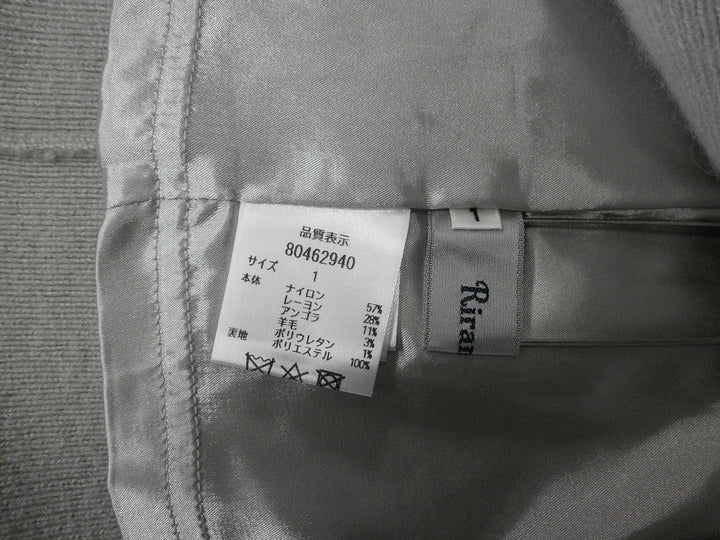 品質表示
80462940
サイズ
1
本体
ナイロン 57%
レーヨン 28%
アンゴラ 11%
羊毛 3%
ポリウレタン 1%
裏地
ポリエステル 100%
1
Riran